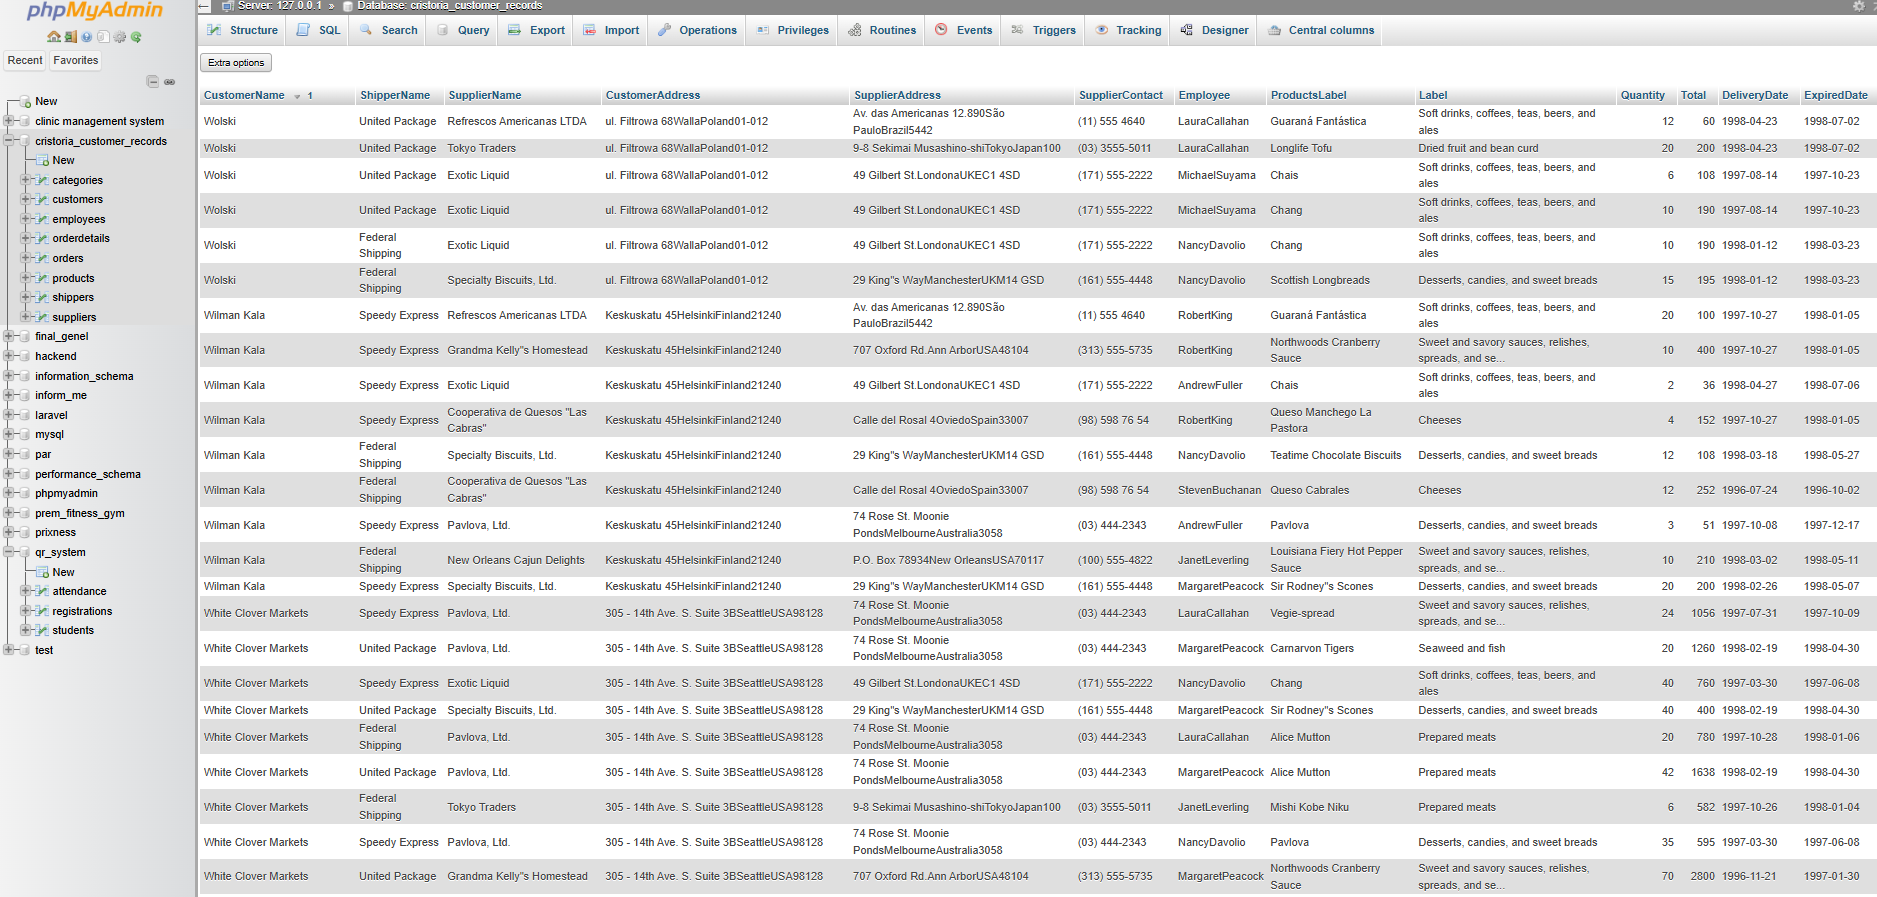 phpMyAdmin
Server: 127.0.0.1 » Database: cristoria_customer_records
Structure SQL Search Query Export Import Operations Privileges Routines Events Triggers Tracking Designer Central columns
Recent Favorites
Extra options
New
clinic management system
cristoria_customer_records
New
categories
customers
employees
orderdetails
orders
products
shippers
suppliers
final_genel
hackend
information_schema
inform_me
laravel
mysql
par
performance_schema
phpmyadmin
prem_fitness_gym
prixness
qr_system
New
attendance
registrations
students
test
CustomerName 1 ShipperName SupplierName CustomerAddress SupplierAddress SupplierContact Employee ProductsLabel Label Quantity Total DeliveryDate ExpiredDate
Wolski United Package Refrescos Americanas LTDA ul. Filtrowa 68WallaPoland01-012 Av. das Americanas 12.890São PauloBrazil5442 (11) 555 4640 LauraCallahan Guaraná Fantástica Soft drinks, coffees, teas, beers, and ales 12 60 1998-04-23 1998-07-02
Wolski United Package Tokyo Traders ul. Filtrowa 68WallaPoland01-012 9-8 Sekimai Musashino-shiTokyoJapan100 (03) 3555-5011 LauraCallahan Longlife Tofu Dried fruit and bean curd 20 200 1998-04-23 1998-07-02
Wolski United Package Exotic Liquid ul. Filtrowa 68WallaPoland01-012 49 Gilbert St.LondonaUKEC1 4SD (171) 555-2222 MichaelSuyama Chais Soft drinks, coffees, teas, beers, and ales 6 108 1997-08-14 1997-10-23
Wolski United Package Exotic Liquid ul. Filtrowa 68WallaPoland01-012 49 Gilbert St.LondonaUKEC1 4SD (171) 555-2222 MichaelSuyama Chang Soft drinks, coffees, teas, beers, and ales 10 190 1997-08-14 1997-10-23
Wolski Federal Shipping Exotic Liquid ul. Filtrowa 68WallaPoland01-012 49 Gilbert St.LondonaUKEC1 4SD (171) 555-2222 NancyDavolio Chang Soft drinks, coffees, teas, beers, and ales 10 190 1998-01-12 1998-03-23
Wolski Federal Shipping Specialty Biscuits, Ltd. ul. Filtrowa 68WallaPoland01-012 29 King"s WayManchesterUKM14 GSD (161) 555-4448 NancyDavolio Scottish Longbreads Desserts, candies, and sweet breads 15 195 1998-01-12 1998-03-23
Wilman Kala Speedy Express Refrescos Americanas LTDA Keskuskatu 45HelsinkiFinland21240 Av. das Americanas 12.890São PauloBrazil5442 (11) 555 4640 RobertKing Guaraná Fantástica Soft drinks, coffees, teas, beers, and ales 20 100 1997-10-27 1998-01-05
Wilman Kala Speedy Express Grandma Kelly"s Homestead Keskuskatu 45HelsinkiFinland21240 707 Oxford Rd.Ann ArborUSA48104 (313) 555-5735 RobertKing Northwoods Cranberry Sauce Sweet and savory sauces, relishes, spreads, and se... 10 400 1997-10-27 1998-01-05
Wilman Kala Speedy Express Exotic Liquid Keskuskatu 45HelsinkiFinland21240 49 Gilbert St.LondonaUKEC1 4SD (171) 555-2222 AndrewFuller Chais Soft drinks, coffees, teas, beers, and ales 2 36 1998-04-27 1998-07-06
Wilman Kala Speedy Express Cooperativa de Quesos "Las Cabras" Keskuskatu 45HelsinkiFinland21240 Calle del Rosal 4OviedoSpain33007 (98) 598 76 54 RobertKing Queso Manchego La Pastora Cheeses 4 152 1997-10-27 1998-01-05
Wilman Kala Federal Shipping Specialty Biscuits, Ltd. Keskuskatu 45HelsinkiFinland21240 29 King"s WayManchesterUKM14 GSD (161) 555-4448 NancyDavolio Teatime Chocolate Biscuits Desserts, candies, and sweet breads 12 108 1998-03-18 1998-05-27
Wilman Kala Federal Shipping Cooperativa de Quesos "Las Cabras" Keskuskatu 45HelsinkiFinland21240 Calle del Rosal 4OviedoSpain33007 (98) 598 76 54 StevenBuchanan Queso Cabrales Cheeses 12 252 1996-07-24 1996-10-02
Wilman Kala Speedy Express Pavlova, Ltd. Keskuskatu 45HelsinkiFinland21240 74 Rose St. Moonie PondsMelbourneAustralia3058 (03) 444-2343 AndrewFuller Pavlova Desserts, candies, and sweet breads 3 51 1997-10-08 1997-12-17
Wilman Kala Federal Shipping New Orleans Cajun Delights Keskuskatu 45HelsinkiFinland21240 P.O. Box 78934New OrleansUSA70117 (100) 555-4822 JanetLeverling Louisiana Fiery Hot Pepper Sauce Sweet and savory sauces, relishes, spreads, and se... 10 210 1998-03-02 1998-05-11
Wilman Kala Speedy Express Specialty Biscuits, Ltd. Keskuskatu 45HelsinkiFinland21240 29 King"s WayManchesterUKM14 GSD (161) 555-4448 MargaretPeacock Sir Rodney"s Scones Desserts, candies, and sweet breads 20 200 1998-02-26 1998-05-07
White Clover Markets Speedy Express Pavlova, Ltd. 305 - 14th Ave. S. Suite 3BSeattleUSA98128 74 Rose St. Moonie PondsMelbourneAustralia3058 (03) 444-2343 LauraCallahan Vegie-spread Sweet and savory sauces, relishes, spreads, and se... 24 1056 1997-07-31 1997-10-09
White Clover Markets United Package Pavlova, Ltd. 305 - 14th Ave. S. Suite 3BSeattleUSA98128 74 Rose St. Moonie PondsMelbourneAustralia3058 (03) 444-2343 MargaretPeacock Carnarvon Tigers Seaweed and fish 20 1260 1998-02-19 1998-04-30
White Clover Markets Speedy Express Exotic Liquid 305 - 14th Ave. S. Suite 3BSeattleUSA98128 49 Gilbert St.LondonaUKEC1 4SD (171) 555-2222 NancyDavolio Chang Soft drinks, coffees, teas, beers, and ales 40 760 1997-03-30 1997-06-08
White Clover Markets United Package Specialty Biscuits, Ltd. 305 - 14th Ave. S. Suite 3BSeattleUSA98128 29 King"s WayManchesterUKM14 GSD (161) 555-4448 MargaretPeacock Sir Rodney"s Scones Desserts, candies, and sweet breads 40 400 1998-02-19 1998-04-30
White Clover Markets Federal Shipping Pavlova, Ltd. 305 - 14th Ave. S. Suite 3BSeattleUSA98128 74 Rose St. Moonie PondsMelbourneAustralia3058 (03) 444-2343 LauraCallahan Alice Mutton Prepared meats 20 780 1997-10-28 1998-01-06
White Clover Markets United Package Pavlova, Ltd. 305 - 14th Ave. S. Suite 3BSeattleUSA98128 74 Rose St. Moonie PondsMelbourneAustralia3058 (03) 444-2343 MargaretPeacock Alice Mutton Prepared meats 42 1638 1998-02-19 1998-04-30
White Clover Markets Federal Shipping Tokyo Traders 305 - 14th Ave. S. Suite 3BSeattleUSA98128 9-8 Sekimai Musashino-shiTokyoJapan100 (03) 3555-5011 JanetLeverling Mishi Kobe Niku Prepared meats 6 582 1997-10-26 1998-01-04
White Clover Markets Speedy Express Pavlova, Ltd. 305 - 14th Ave. S. Suite 3BSeattleUSA98128 74 Rose St. Moonie PondsMelbourneAustralia3058 (03) 444-2343 NancyDavolio Pavlova Desserts, candies, and sweet breads 35 595 1997-03-30 1997-06-08
White Clover Markets United Package Grandma Kelly"s Homestead 305 - 14th Ave. S. Suite 3BSeattleUSA98128 707 Oxford Rd.Ann ArborUSA48104 (313) 555-5735 MargaretPeacock Northwoods Cranberry Sauce Sweet and savory sauces, relishes, spreads, and se... 70 2800 1996-11-21 1997-01-30